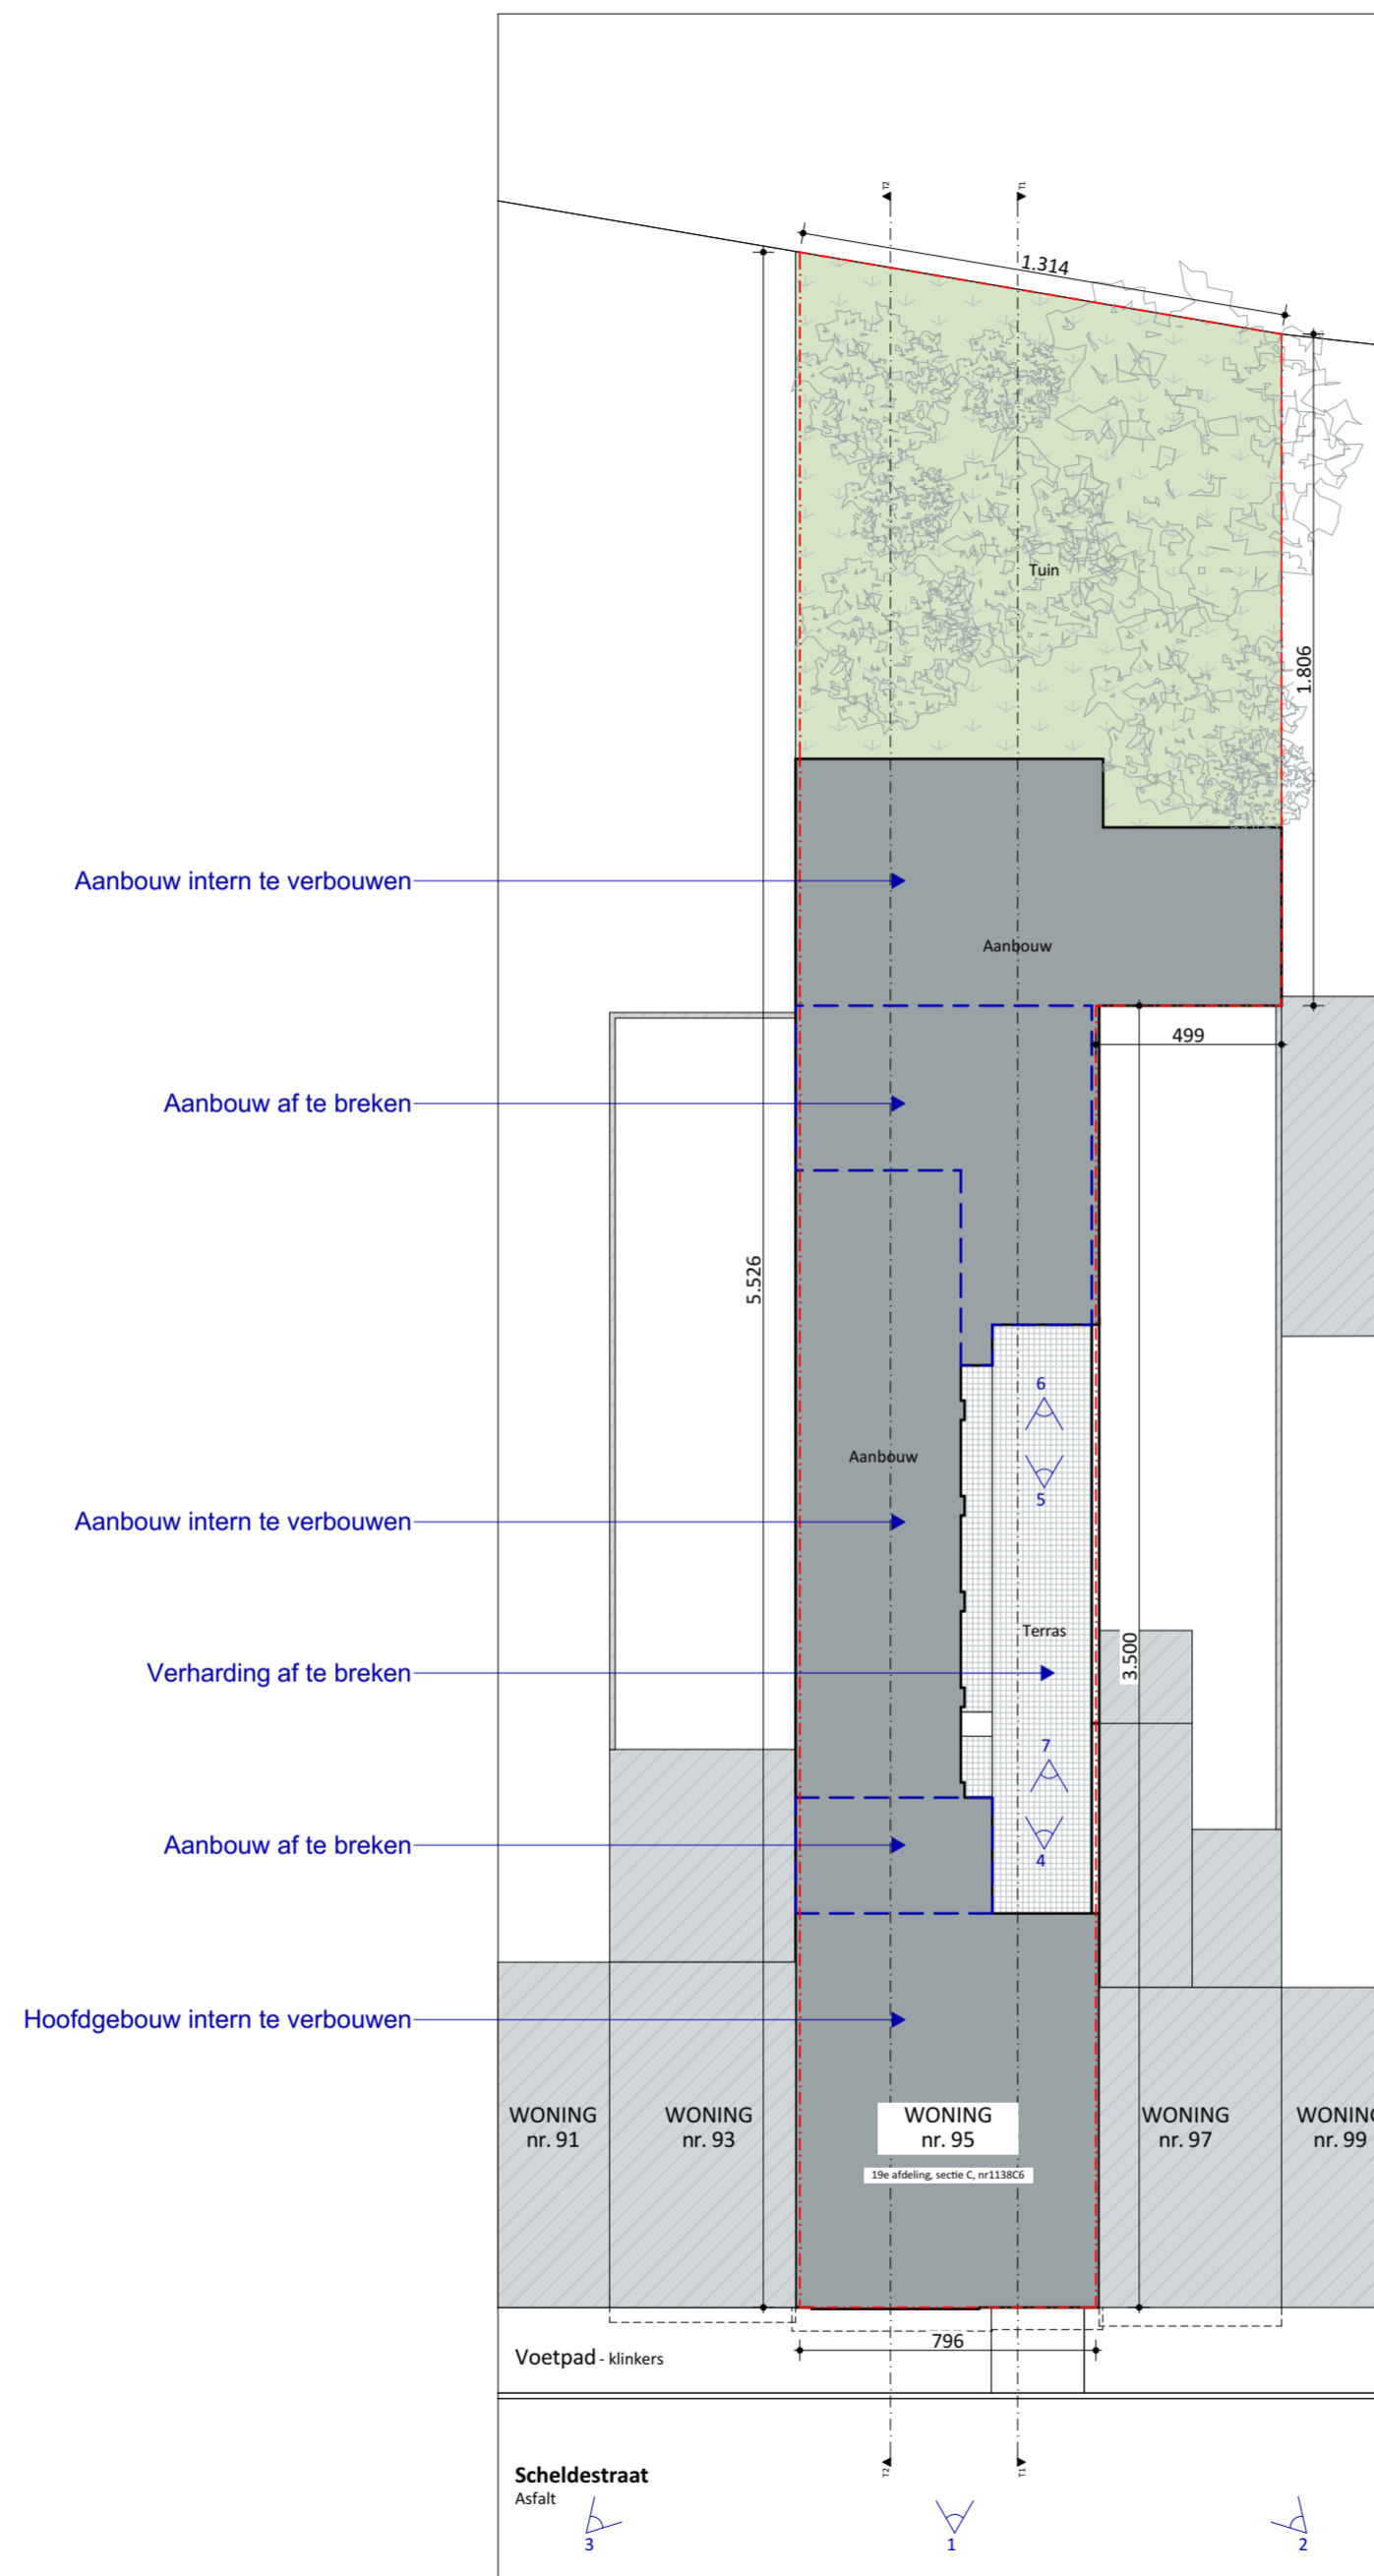 T2
T1
1.314
Tuin
1.806
Aanbouw intern te verbouwen
Aanbouw
499
Aanbouw af te breken
5.526
6
Aanbouw
5
Aanbouw intern te verbouwen
Terras
3.500
Verharding af te breken
7
Aanbouw af te breken
4
Hoofdgebouw intern te verbouwen
WONING
nr. 91
WONING
nr. 93
WONING
nr. 95
19e afdeling, sectie C, nr1138C6
WONING
nr. 97
WONING
nr. 99
796
Voetpad - klinkers
T2
T1
Scheldestraat
Asfalt
3
1
2